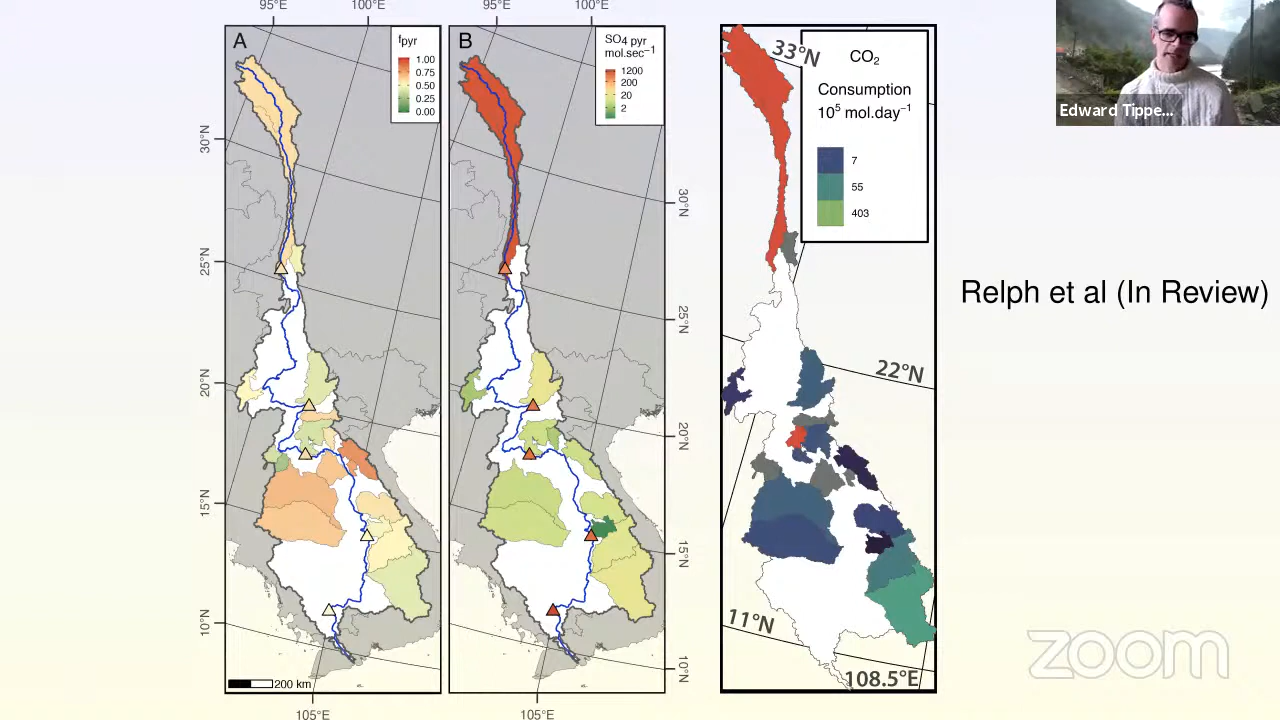 95°E 100°E 95°E 100°E
A
fpyr
1.00
0.75
0.50
0.25
0.00
B
SO4 pyr
mol.sec−1
1200
200
20
2
33°N
CO2
Consumption
10⁵ mol.day−1
7
55
403
Edward Tippe...
30°N
25°N
20°N
15°N
10°N
30°N
25°N
20°N
15°N
10°N
22°N
11°N
108.5°E
200 km
105°E 105°E
Relph et al (In Review)
zoom